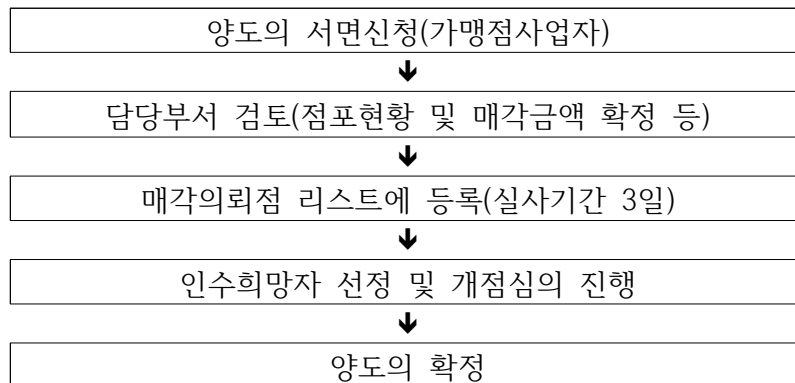 양도의 서면신청(가맹점사업자)
🡻
담당부서 검토(점포현황 및 매각금액 확정 등)
🡻
매각의뢰점 리스트에 등록(실사기간 3일)
🡻
인수희망자 선정 및 개점심의 진행
🡻
양도의 확정